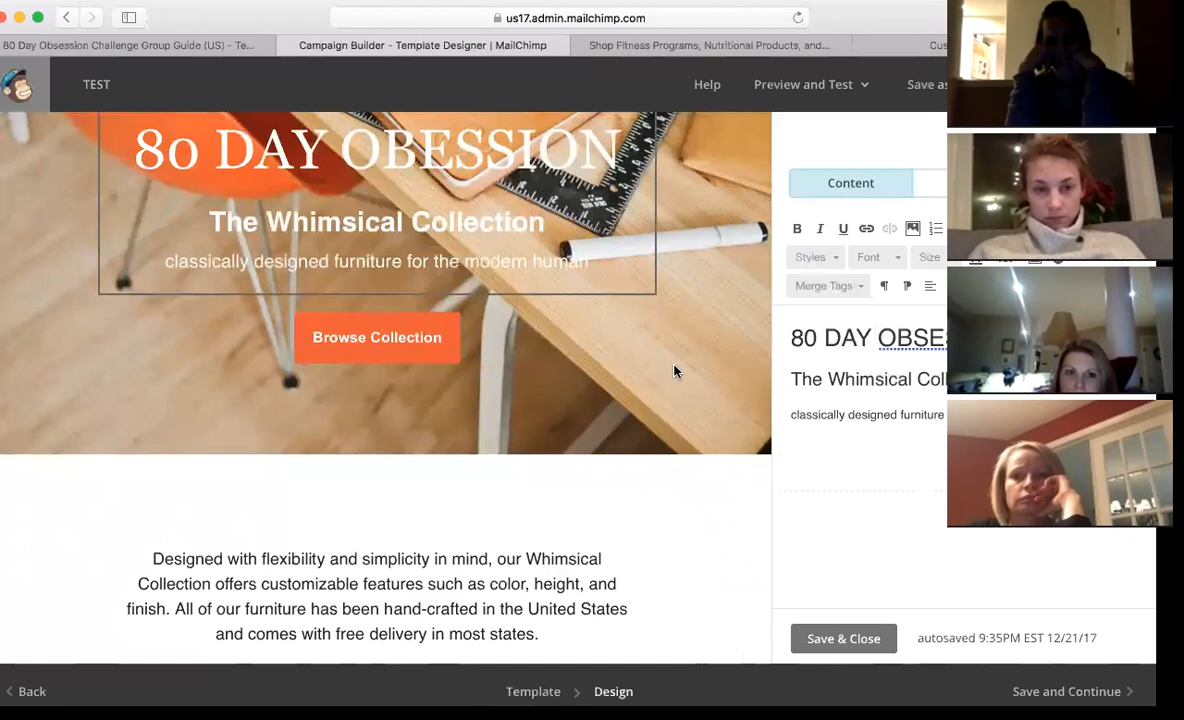 us17.admin.mailchimp.com
80 Day Obsession Challenge Group Guide (US) - Te...
Campaign Builder - Template Designer | MailChimp
Shop Fitness Programs, Nutritional Products, and...
Cus
TEST
Help
Preview and Test
Save as
80 DAY OBESSION
The Whimsical Collection
classically designed furniture for the modern human
Browse Collection
Designed with flexibility and simplicity in mind, our Whimsical
Collection offers customizable features such as color, height, and
finish. All of our furniture has been hand-crafted in the United States
and comes with free delivery in most states.
Content
B I U
Styles
Font
Size
Merge Tags
80 DAY OBSE
The Whimsical Coll
classically designed furniture
Save & Close
autosaved 9:35PM EST 12/21/17
Back
Template
Design
Save and Continue